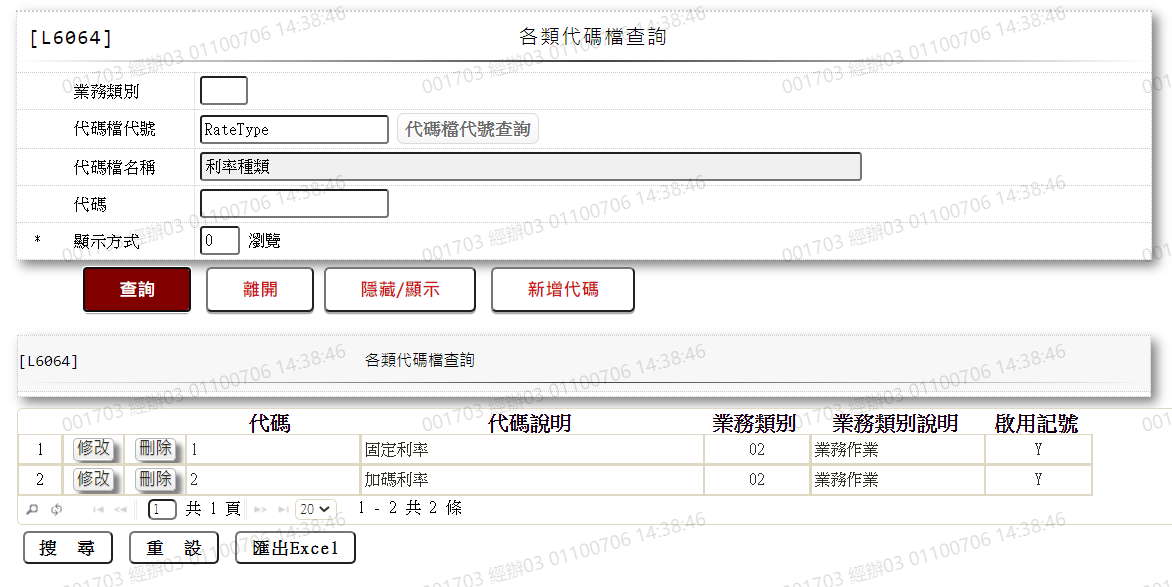 [L6064] 各類代碼檔查詢
業務類別
代碼檔代號 RateType 代碼檔代號查詢
代碼檔名稱 利率種類
代碼
* 顯示方式 0 瀏覽
查詢 離開 隱藏/顯示 新增代碼
[L6064] 各類代碼檔查詢
代碼 代碼說明 業務類別 業務類別說明 啟用記號
1 修改 刪除 1 固定利率 02 業務作業 Y
2 修改 刪除 2 加碼利率 02 業務作業 Y
1 共 1 頁 20 1 - 2 共 2 條
搜 尋 重 設 匯出Excel
001703 經辦03 01100706 14:38:46